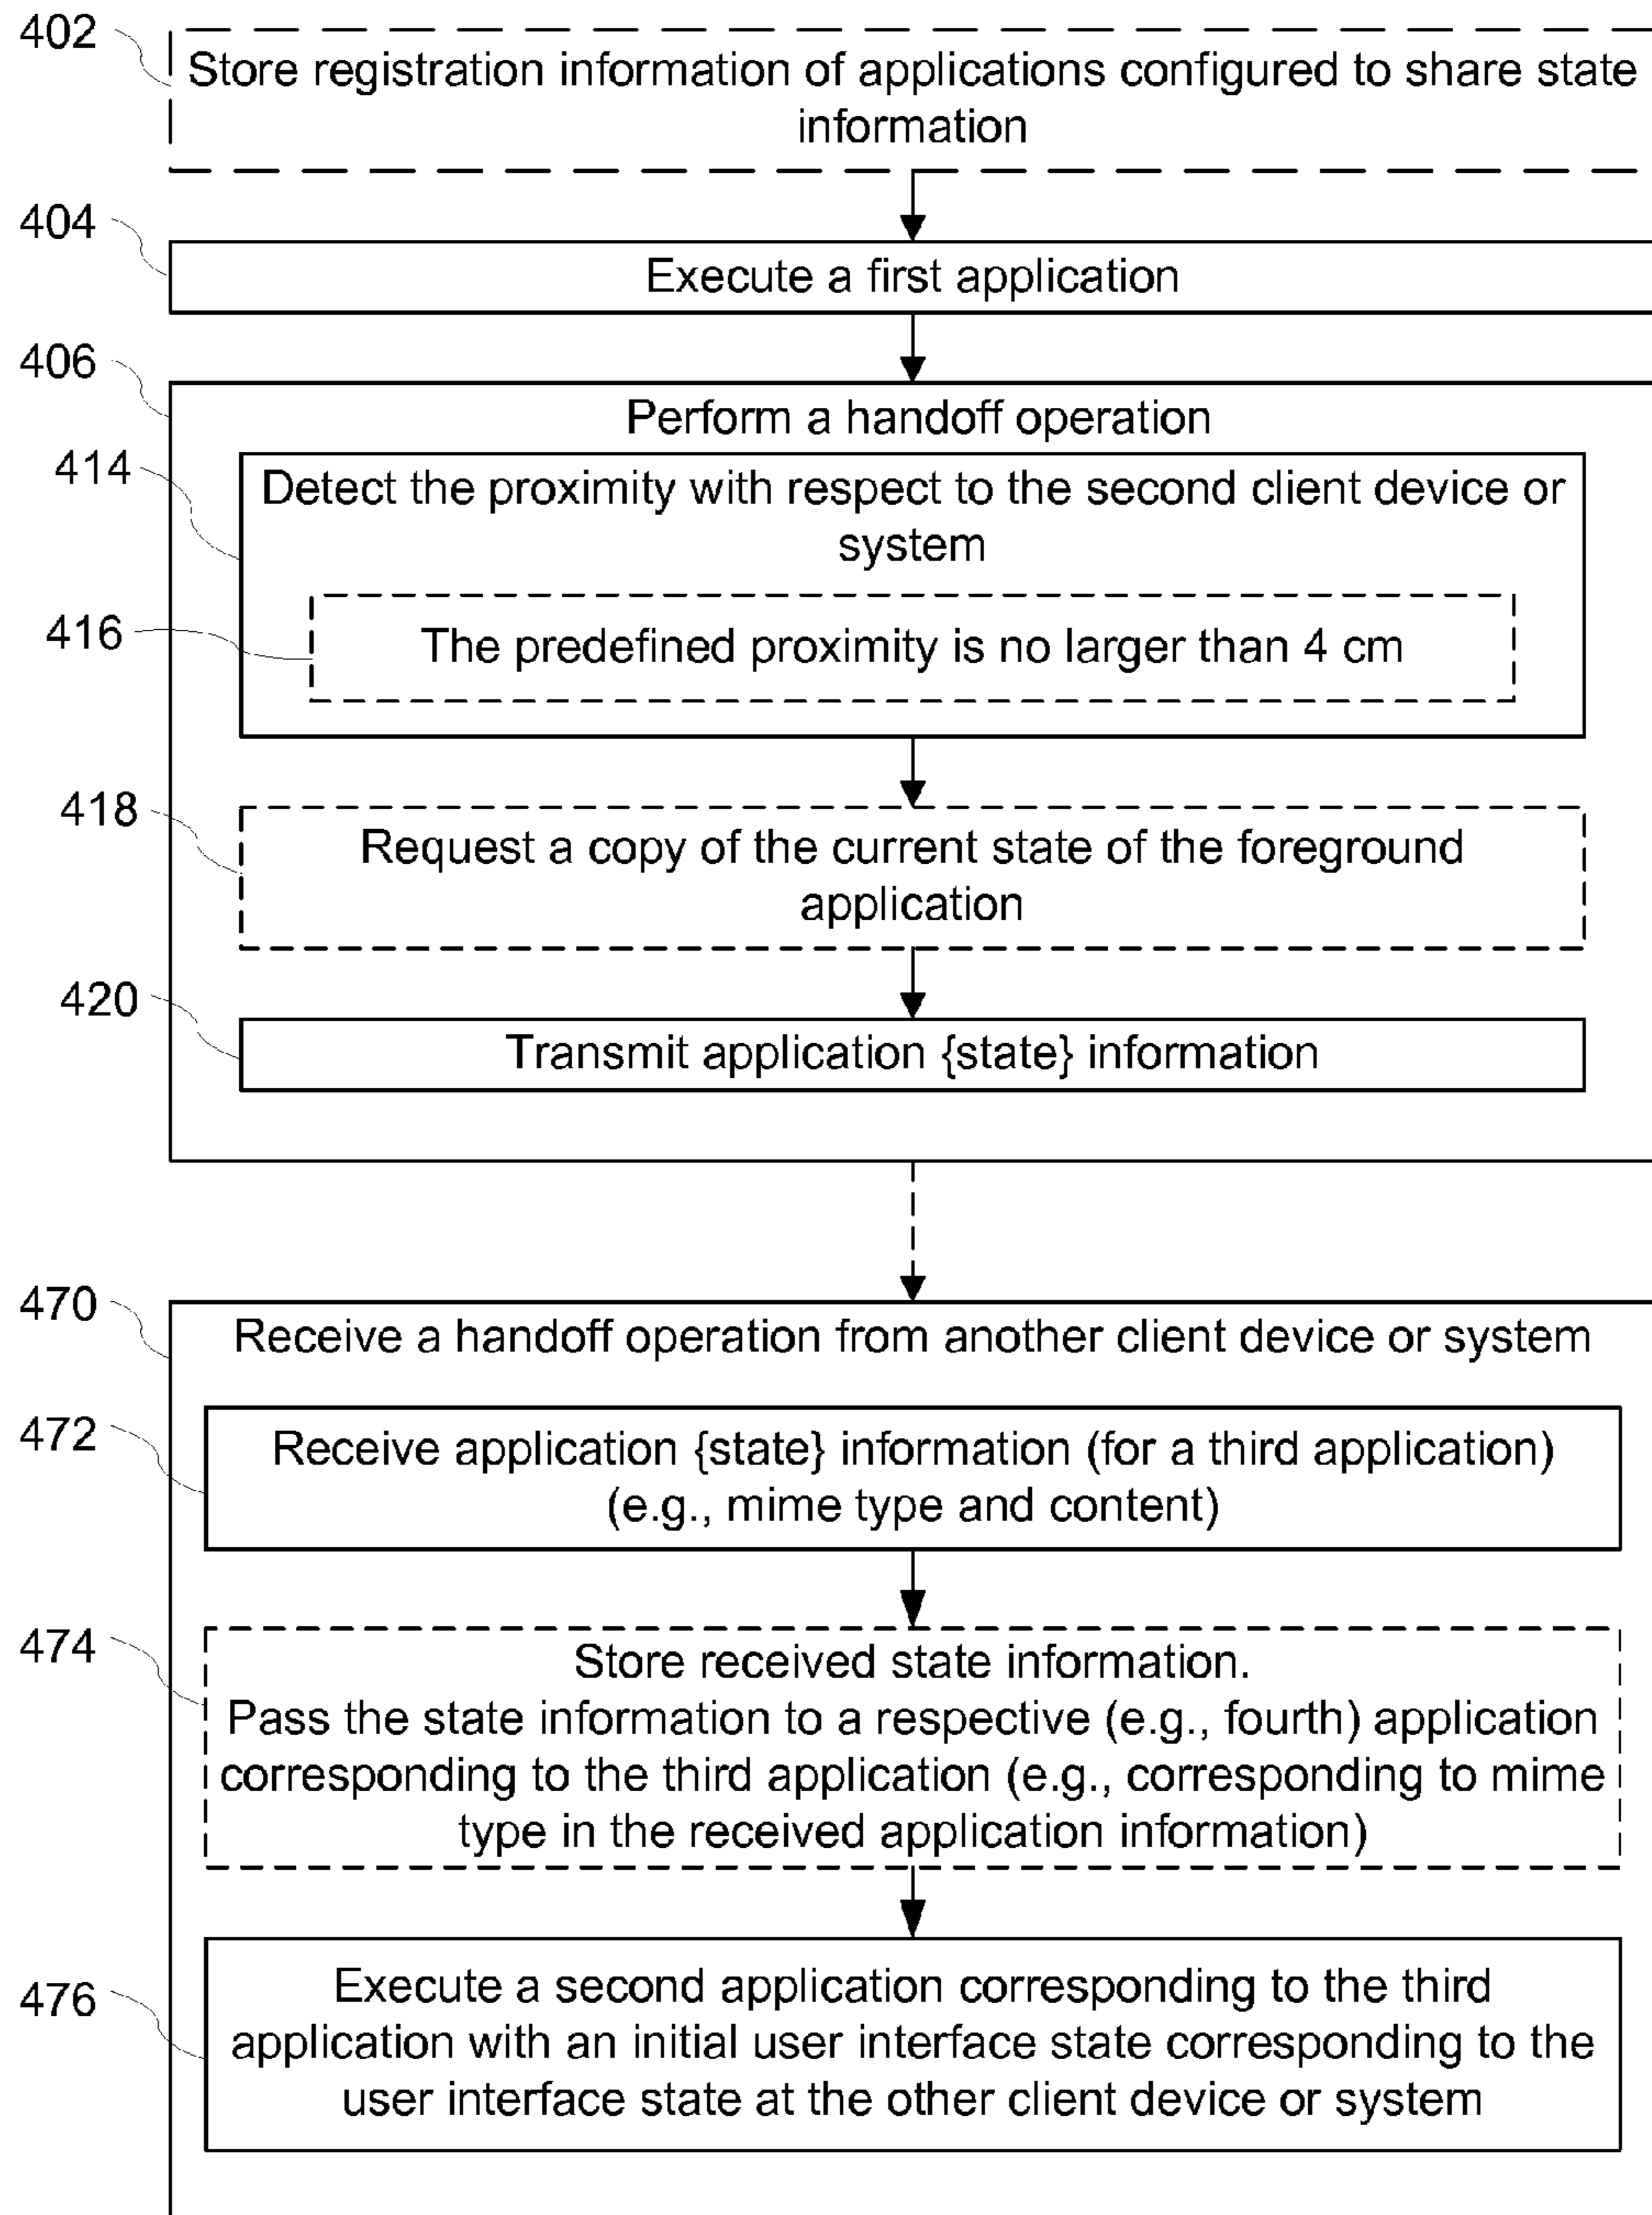 402
Store registration information of applications configured to share state
information
404
Execute a first application
406
Perform a handoff operation
414
Detect the proximity with respect to the second client device or
system
416
The predefined proximity is no larger than 4 cm
418
Request a copy of the current state of the foreground
application
420
Transmit application {state} information
470
Receive a handoff operation from another client device or system
472
Receive application {state} information (for a third application)
(e.g., mime type and content)
474
Store received state information.
Pass the state information to a respective (e.g., fourth) application
corresponding to the third application (e.g., corresponding to mime
type in the received application information)
476
Execute a second application corresponding to the third
application with an initial user interface state corresponding to the
user interface state at the other client device or system